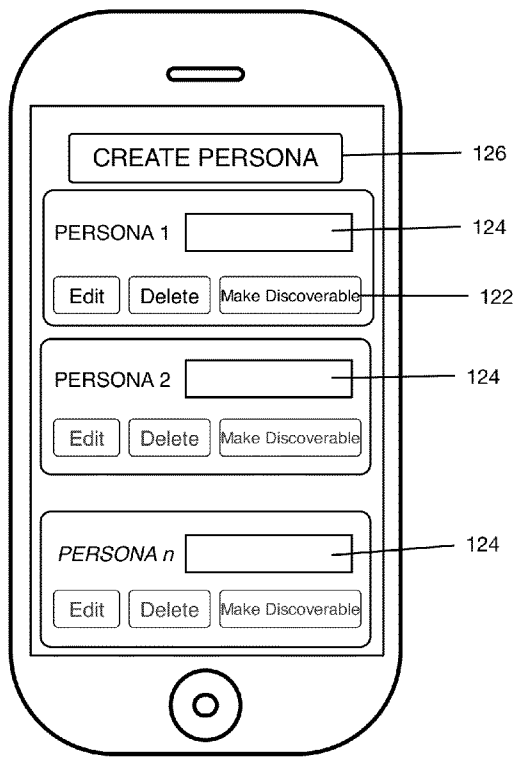 CREATE PERSONA 126
PERSONA 1 124
Edit Delete Make Discoverable 122
PERSONA 2 124
Edit Delete Make Discoverable
PERSONA n 124
Edit Delete Make Discoverable